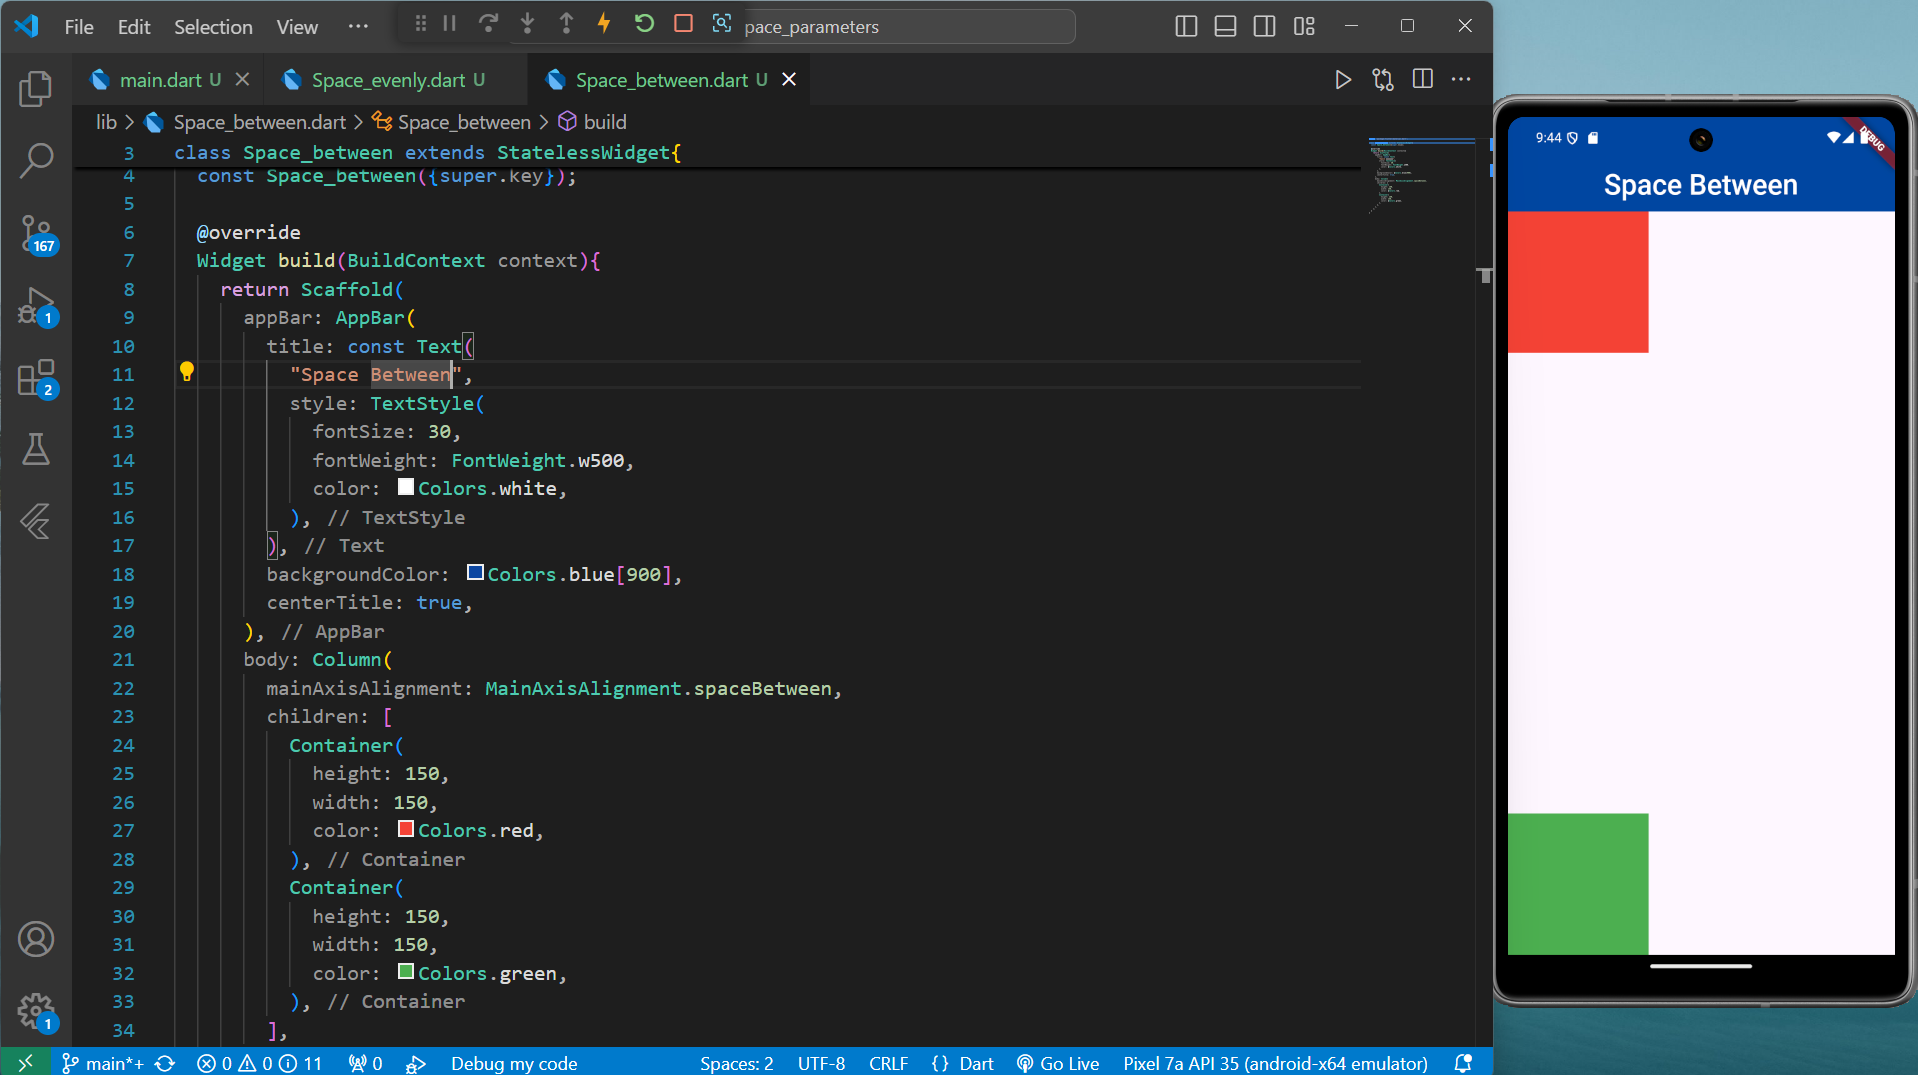 File Edit Selection View ··· pace_parameters
main.dart U Space_evenly.dart U Space_between.dart U
lib > Space_between.dart > Space_between > build
3 class Space_between extends StatelessWidget{
4 const Space_between({super.key});
5
6 @override
7 Widget build(BuildContext context){
8 return Scaffold(
9 appBar: AppBar(
10 title: const Text(
11 "Space Between",
12 style: TextStyle(
13 fontSize: 30,
14 fontWeight: FontWeight.w500,
15 color: Colors.white,
16 ), // TextStyle
17 ), // Text
18 backgroundColor: Colors.blue[900],
19 centerTitle: true,
20 ), // AppBar
21 body: Column(
22 mainAxisAlignment: MainAxisAlignment.spaceBetween,
23 children: [
24 Container(
25 height: 150,
26 width: 150,
27 color: Colors.red,
28 ), // Container
29 Container(
30 height: 150,
31 width: 150,
32 color: Colors.green,
33 ), // Container
34 ],
167
1
2
1
main*+ 0 0 11 0 Debug my code Spaces: 2 UTF-8 CRLF {} Dart Go Live Pixel 7a API 35 (android-x64 emulator)
9:44
DEBUG
Space Between